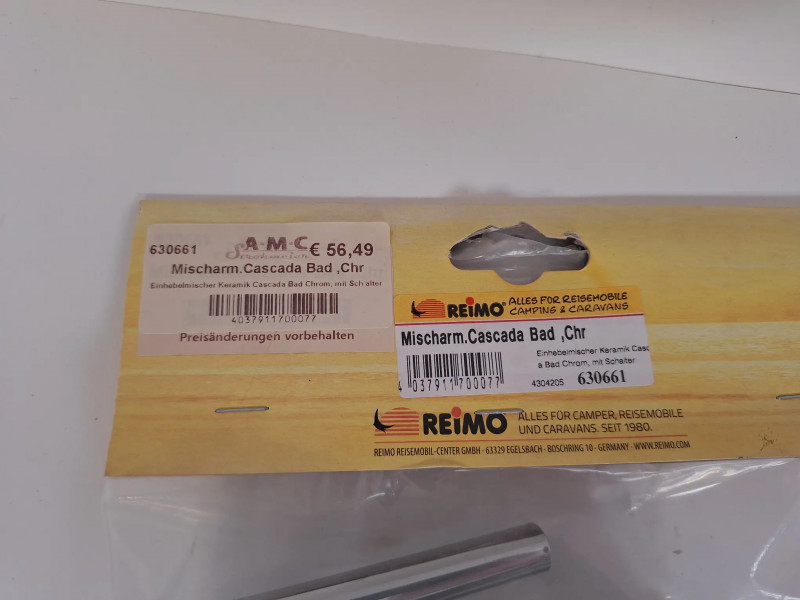 630661
A·M·C
€ 56,49
Mischarm.Cascada Bad ,Chr
Einhebelmischer Keramik Cascada Bad Chrom, mit Schalter
4037911700077
Preisänderungen vorbehalten
REIMO® ALLES FÜR REISEMOBILE
CAMPING & CARAVANS
Mischarm.Cascada Bad ,Chr
4 037911 700077
Einhebelmischer Keramik Casc
a Bad Chrom, mit Schalter
4304205 630661
REIMO
ALLES FÜR CAMPER, REISEMOBILE
UND CARAVANS. SEIT 1980.
REIMO REISEMOBIL-CENTER GMBH · 63329 EGELSBACH · BOSCHRING 10 · GERMANY · WWW.REIMO.COM